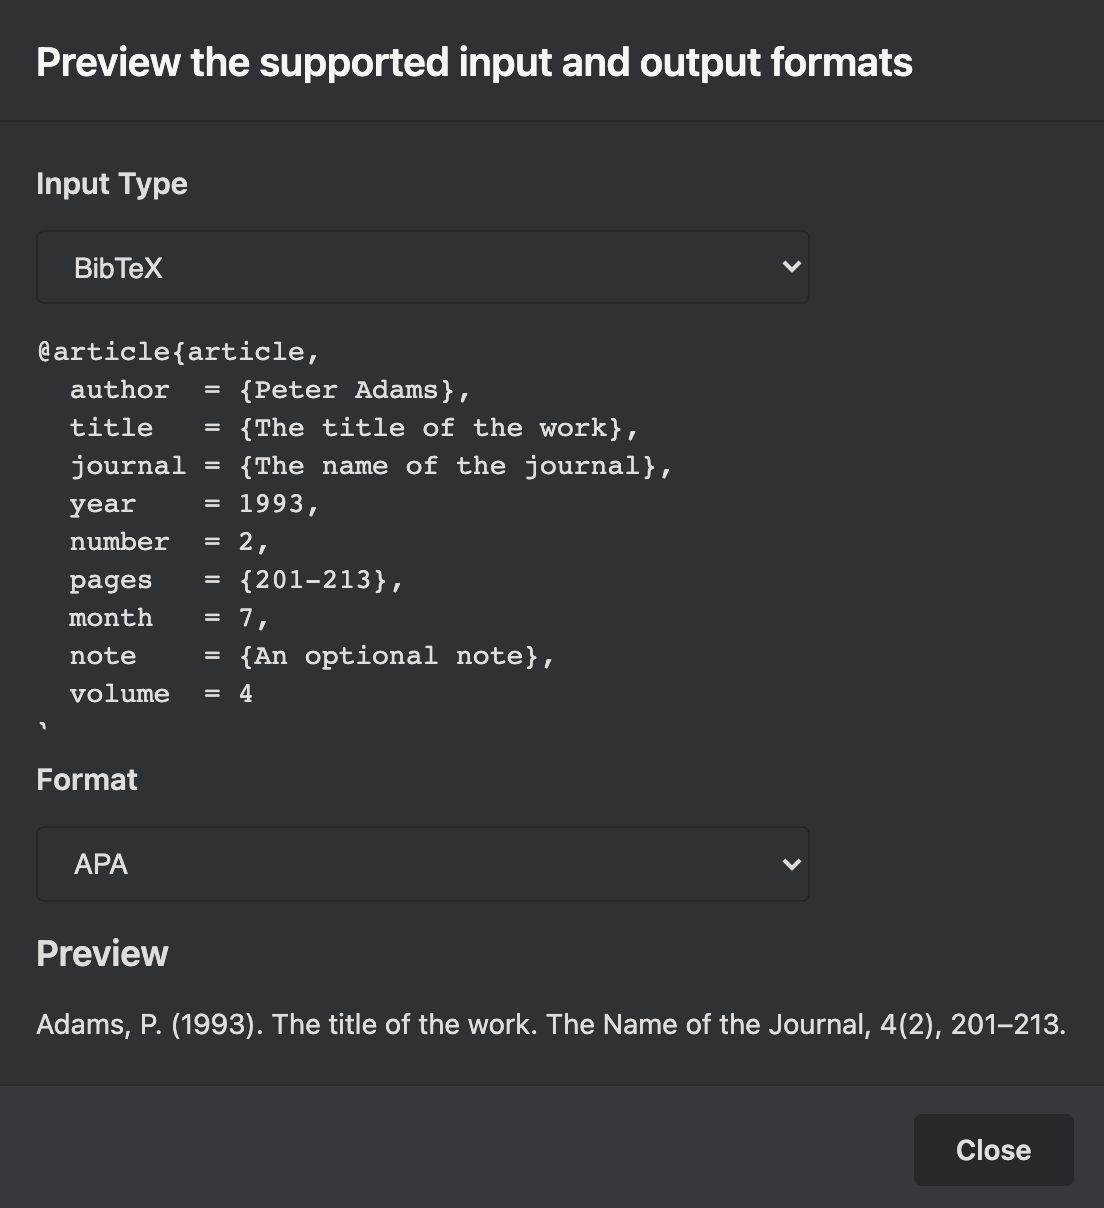 Preview the supported input and output formats
Input Type
BibTeX
@article{article,
  author  = {Peter Adams},
  title   = {The title of the work},
  journal = {The name of the journal},
  year    = 1993,
  number  = 2,
  pages   = {201–213},
  month   = 7,
  note    = {An optional note},
  volume  = 4
Format
APA
Preview
Adams, P. (1993). The title of the work. The Name of the Journal, 4(2), 201–213.
Close